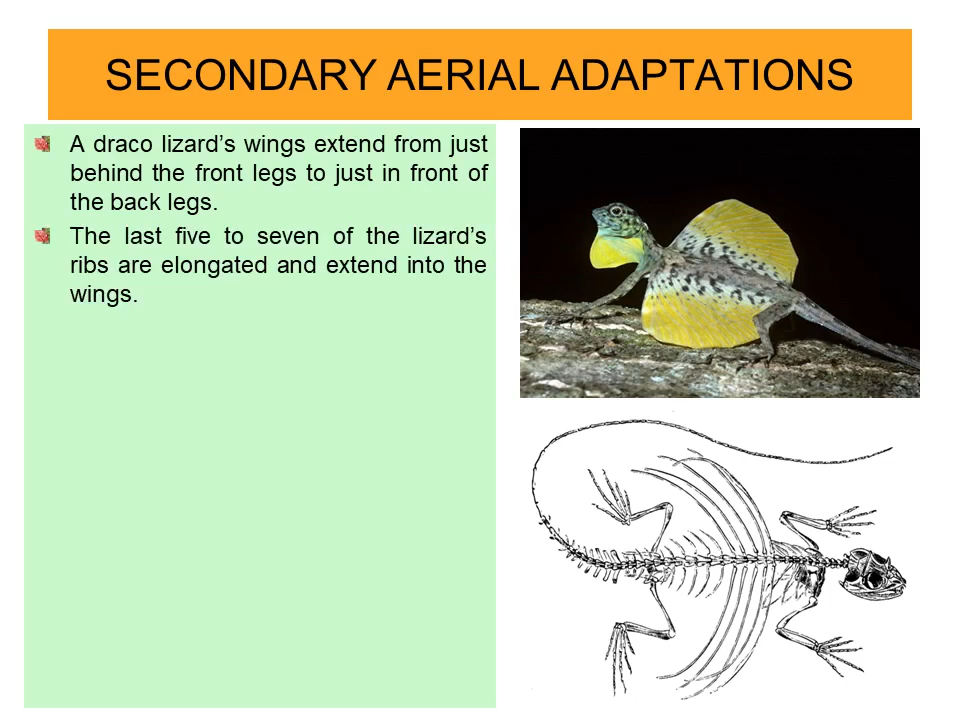 SECONDARY AERIAL ADAPTATIONS
A draco lizard’s wings extend from just
behind the front legs to just in front of
the back legs.
The last five to seven of the lizard’s
ribs are elongated and extend into the
wings.